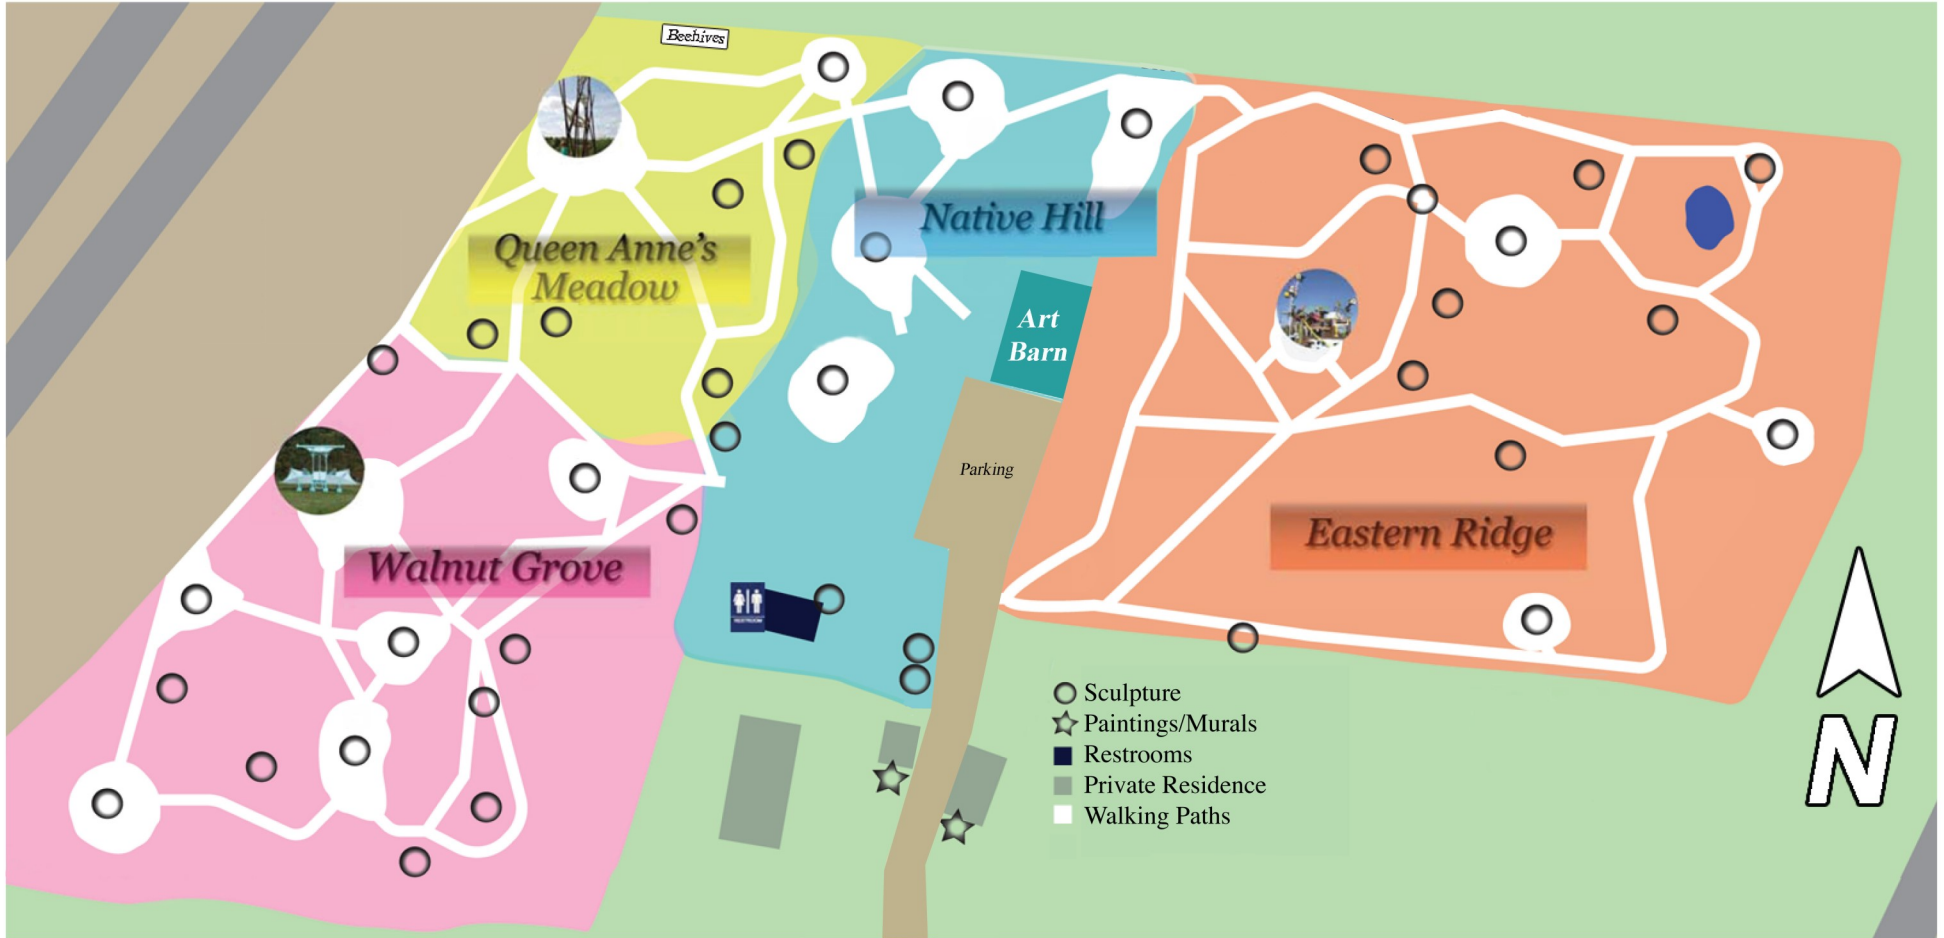 Beehives
Queen Anne's
Meadow
Native Hill
Art
Barn
Parking
Walnut Grove
Eastern Ridge
RESTROOM
Sculpture
Paintings/Murals
Restrooms
Private Residence
Walking Paths
N